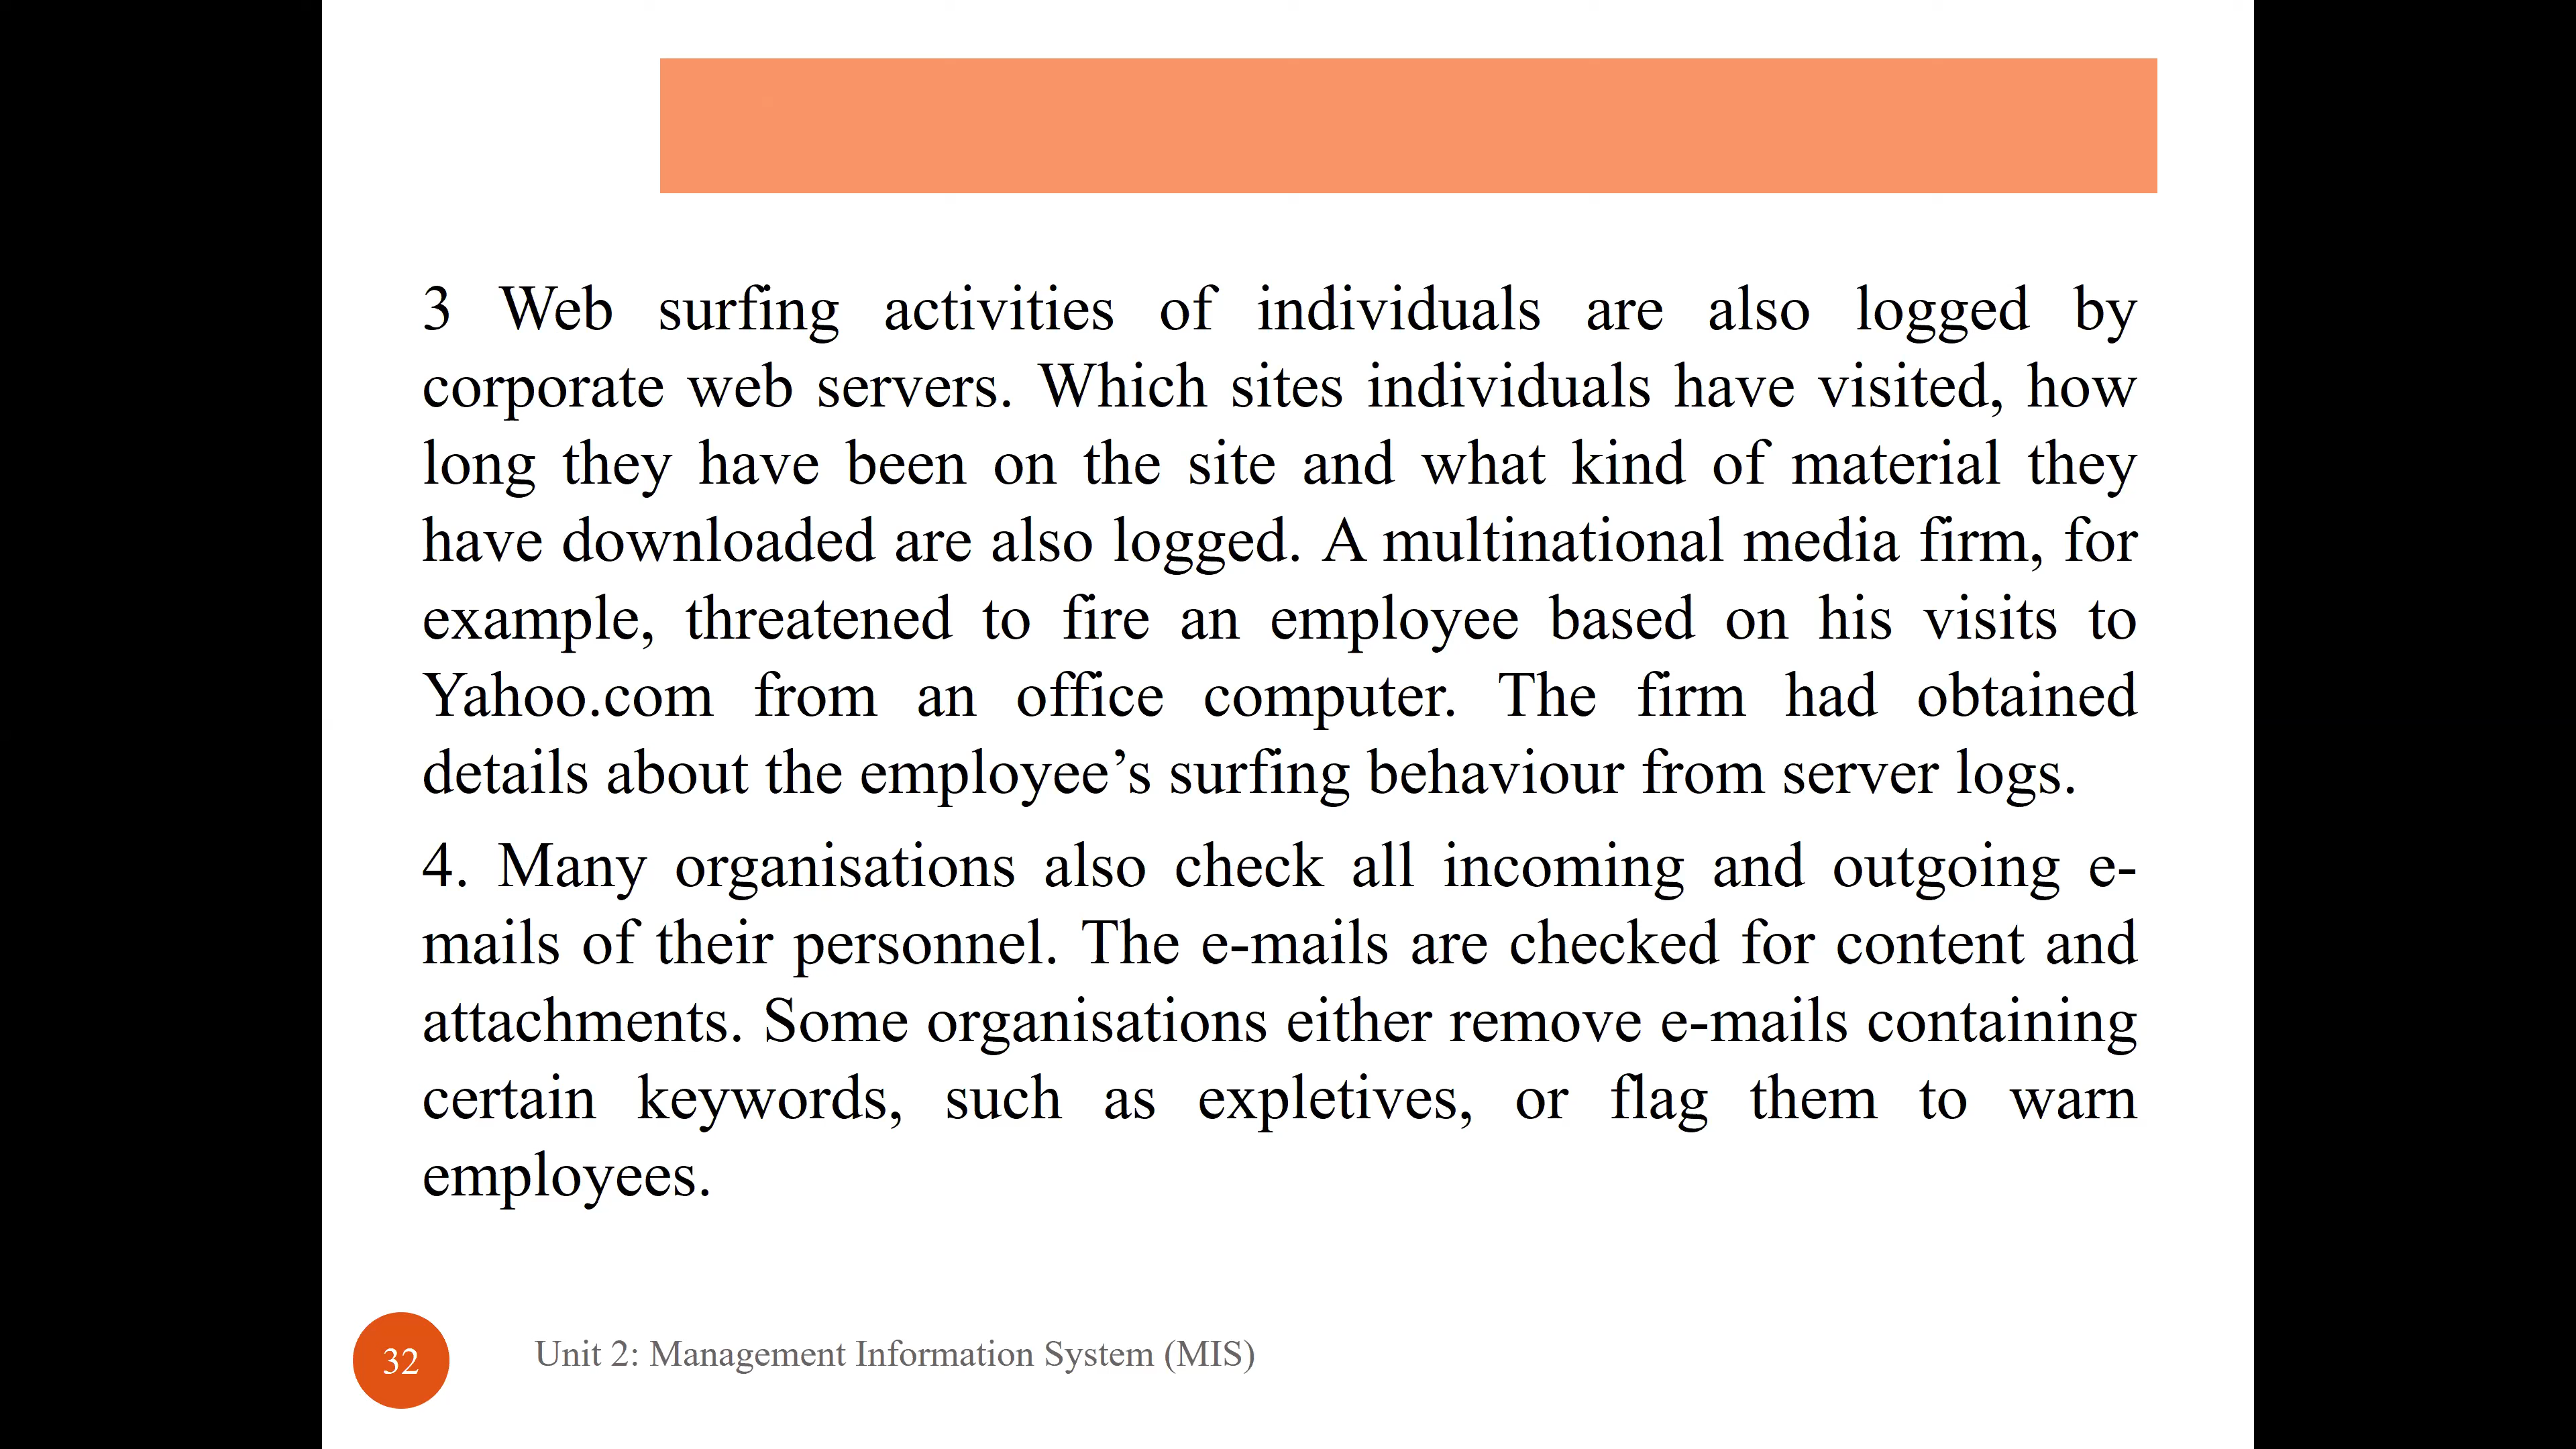 3 Web surfing activities of individuals are also logged by
corporate web servers. Which sites individuals have visited, how
long they have been on the site and what kind of material they
have downloaded are also logged. A multinational media firm, for
example, threatened to fire an employee based on his visits to
Yahoo.com from an office computer. The firm had obtained
details about the employee’s surfing behaviour from server logs.
4. Many organisations also check all incoming and outgoing e-
mails of their personnel. The e-mails are checked for content and
attachments. Some organisations either remove e-mails containing
certain keywords, such as expletives, or flag them to warn
employees.
32 Unit 2: Management Information System (MIS)